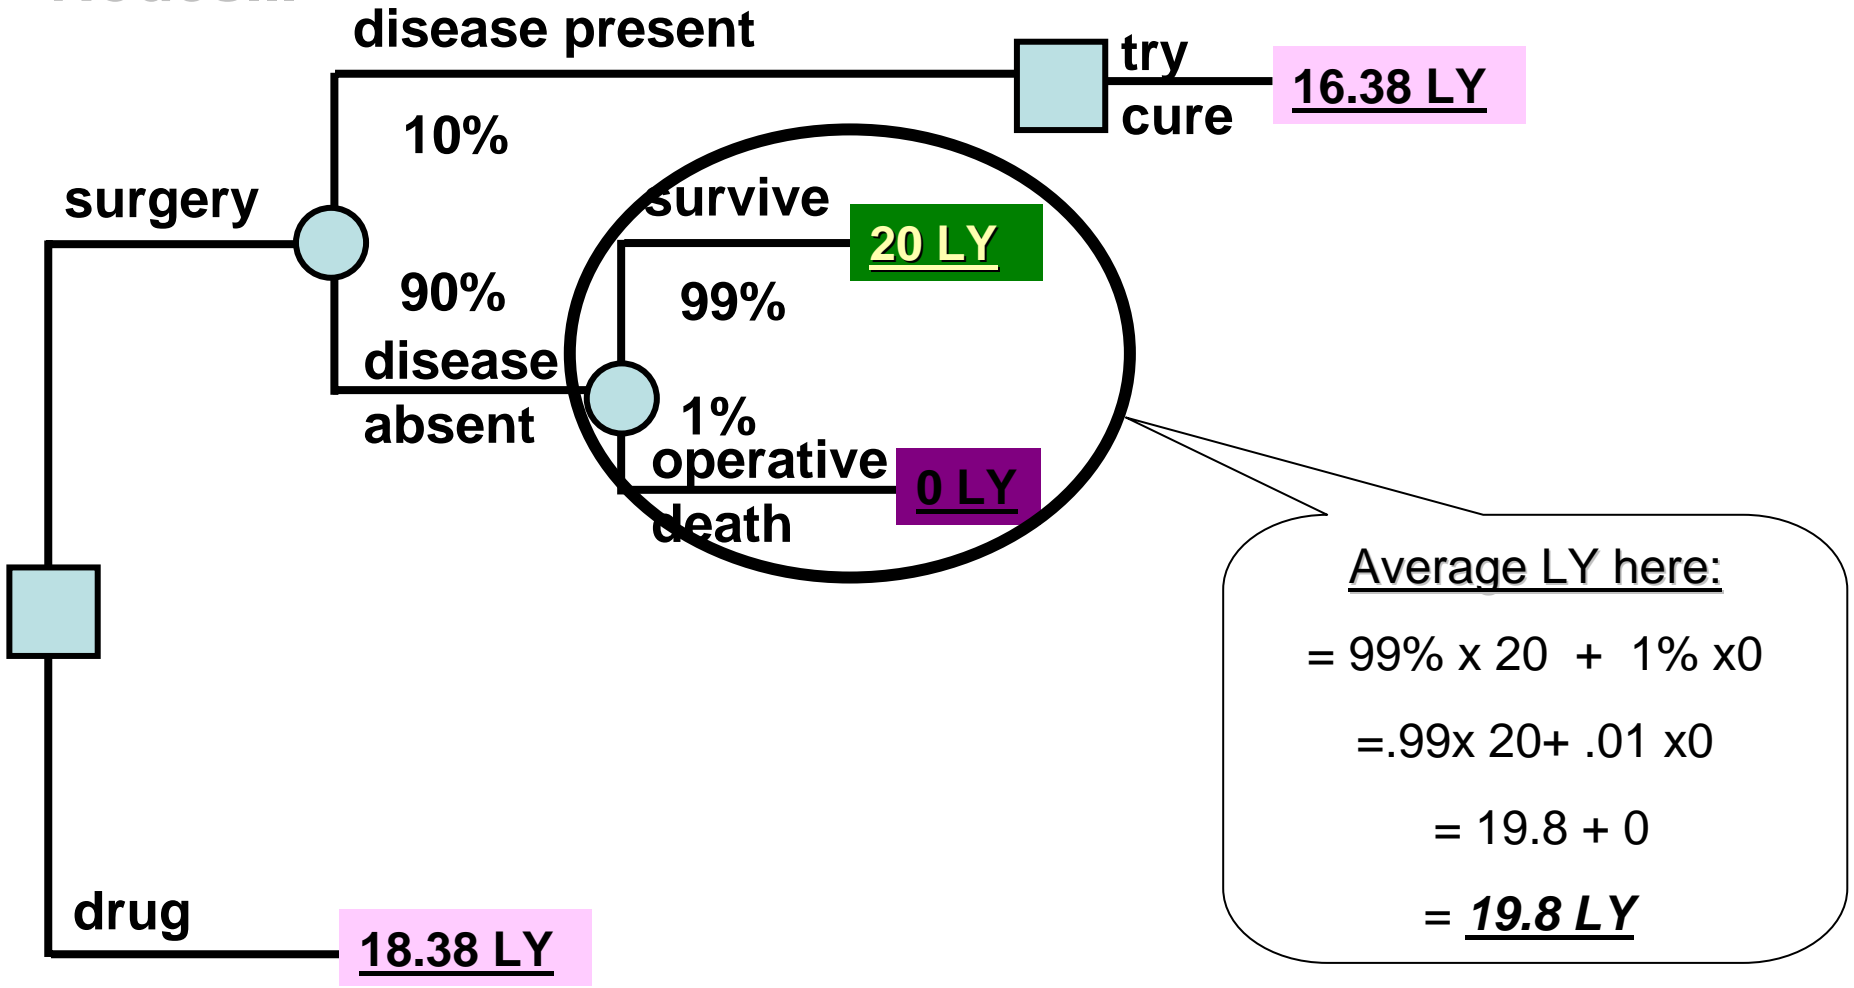 disease present
try
cure
16.38 LY
10%
surgery
survive
20 LY
90%
99%
disease
absent
1%
operative
death
0 LY
Average LY here:
= 99% x 20 + 1% x0
=.99x 20+ .01 x0
= 19.8 + 0
= 19.8 LY
drug
18.38 LY